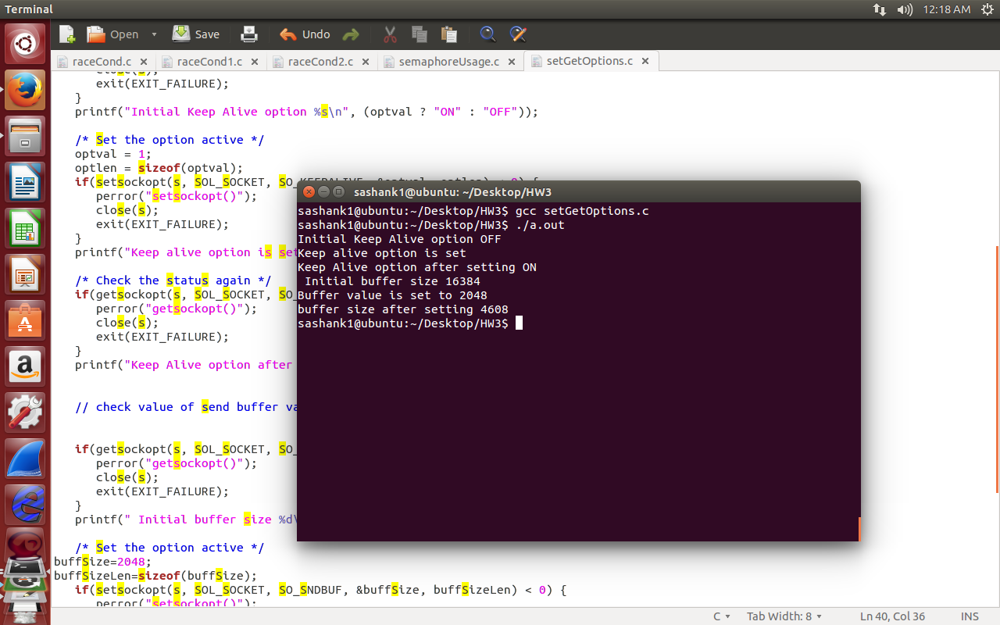 Terminal
12:18 AM
Open
Save
Undo
raceCond.c
raceCond1.c
raceCond2.c
semaphoreUsage.c
setGetOptions.c
close(s);
exit(EXIT_FAILURE);
}
printf("Initial Keep Alive option %s\n", (optval ? "ON" : "OFF"));
/* Set the option active */
optval = 1;
optlen = sizeof(optval);
if(setsockopt(s, SOL_SOCKET, SO_KEEPALIVE, &optval, optlen) < 0) {
perror("setsockopt()");
close(s);
exit(EXIT_FAILURE);
}
printf("Keep alive option is set
/* Check the status again */
if(getsockopt(s, SOL_SOCKET, SO_
perror("getsockopt()");
close(s);
exit(EXIT_FAILURE);
}
printf("Keep Alive option after
// check value of send buffer va
if(getsockopt(s, SOL_SOCKET, SO_
perror("getsockopt()");
close(s);
exit(EXIT_FAILURE);
}
printf(" Initial buffer size %d\
/* Set the option active */
buffSize=2048;
buffSizeLen=sizeof(buffSize);
if(setsockopt(s, SOL_SOCKET, SO_SNDBUF, &buffSize, buffSizeLen) < 0) {
perror("setsockopt()");
sashank1@ubuntu: ~/Desktop/HW3
sashank1@ubuntu:~/Desktop/HW3$ gcc setGetOptions.c
sashank1@ubuntu:~/Desktop/HW3$ ./a.out
Initial Keep Alive option OFF
Keep alive option is set
Keep Alive option after setting ON
Initial buffer size 16384
Buffer value is set to 2048
buffer size after setting 4608
sashank1@ubuntu:~/Desktop/HW3$
C
Tab Width: 8
Ln 40, Col 36
INS